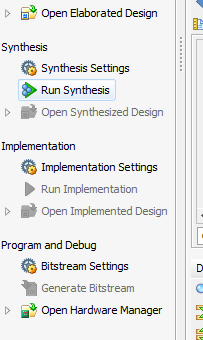 Open Elaborated Design
Synthesis
Synthesis Settings
Run Synthesis
Open Synthesized Design
Implementation
Implementation Settings
Run Implementation
Open Implemented Design
Program and Debug
Bitstream Settings
Generate Bitstream
Open Hardware Manager